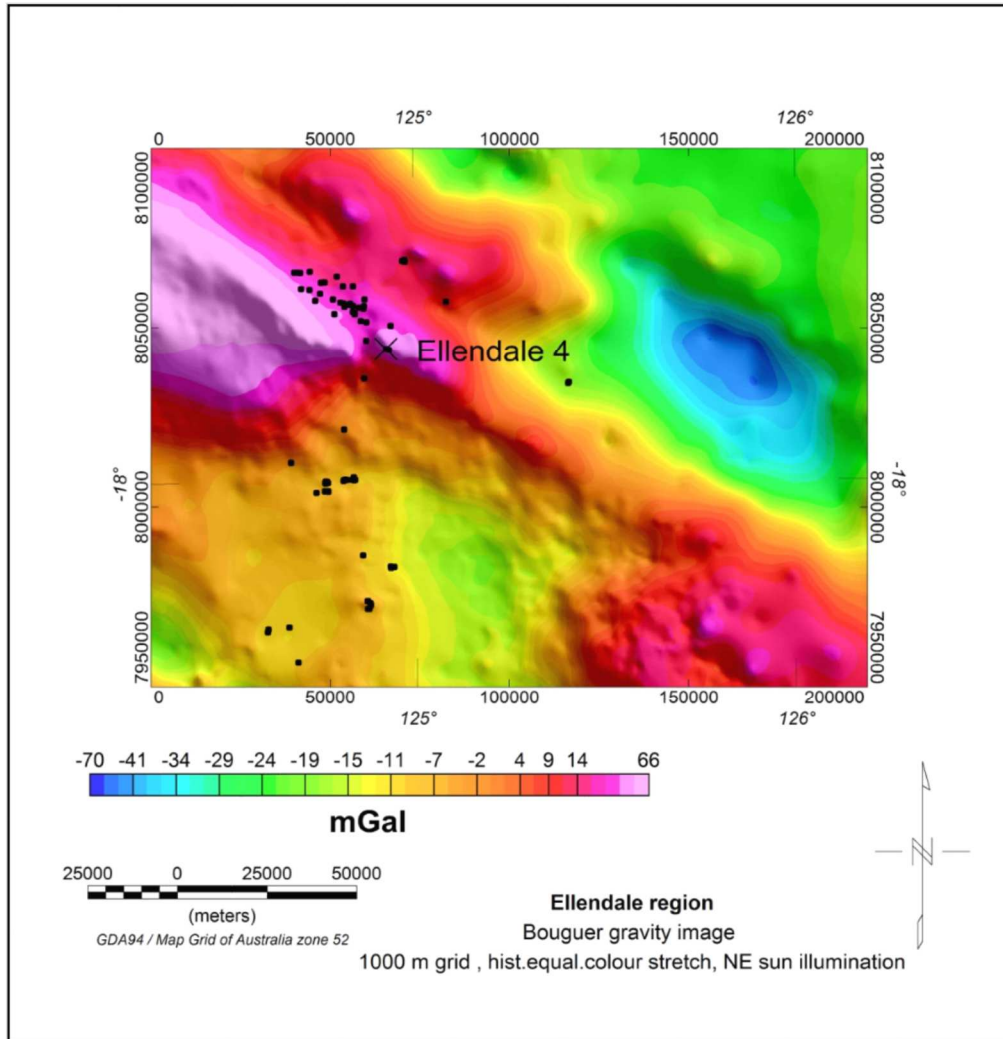 125° 126°
0 50000 100000 150000 200000
8100000 8100000
8050000 8050000
Ellendale 4
-18° -18°
8000000 8000000
7950000 7950000
0 50000 100000 150000 200000
125° 126°
-70 -41 -34 -29 -24 -19 -15 -11 -7 -2 4 9 14 66
mGal
25000 0 25000 50000
(meters)
GDA94 / Map Grid of Australia zone 52
N
Ellendale region
Bouguer gravity image
1000 m grid , hist.equal.colour stretch, NE sun illumination